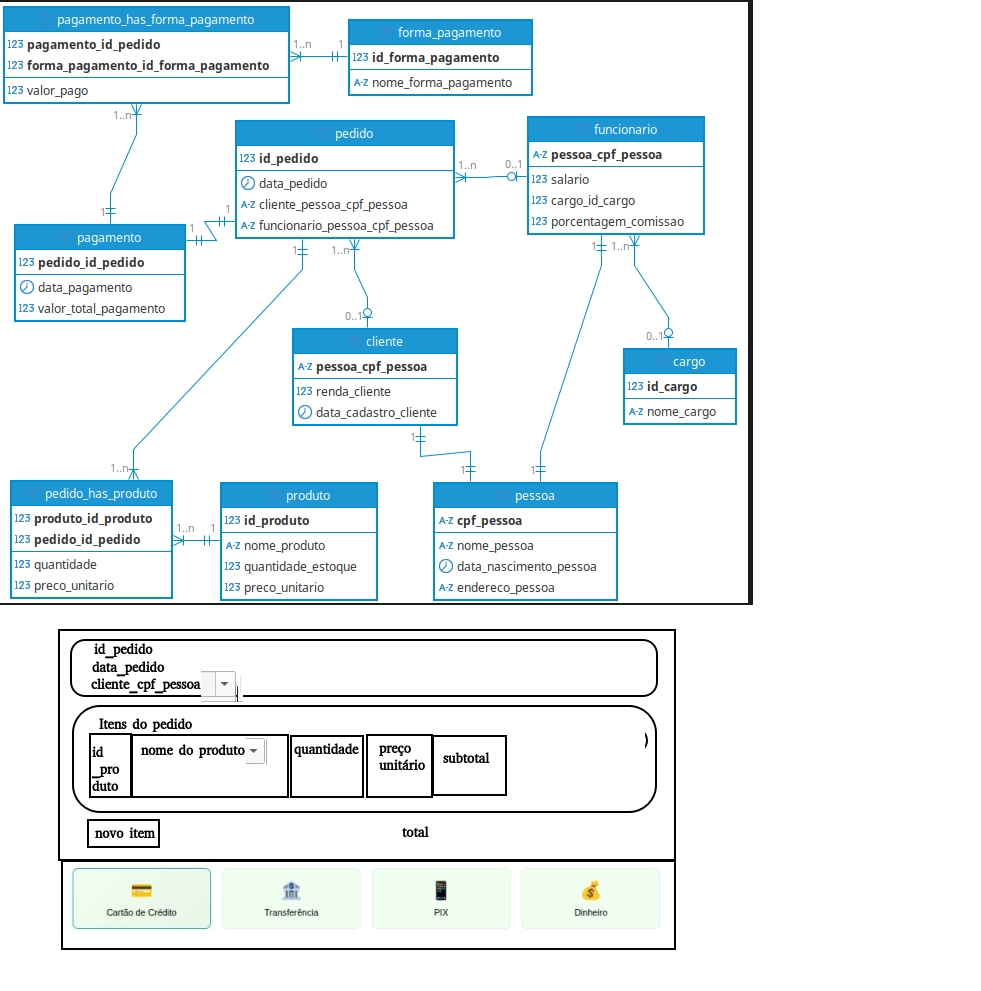 pagamento_has_forma_pagamento
123 pagamento_id_pedido
123 forma_pagamento_id_forma_pagamento
123 valor_pago
1..n
1
forma_pagamento
123 id_forma_pagamento
A-Z nome_forma_pagamento
1..n
1
pedido
123 id_pedido
data_pedido
A-Z cliente_pessoa_cpf_pessoa
A-Z funcionario_pessoa_cpf_pessoa
1..n
0..1
funcionario
A-Z pessoa_cpf_pessoa
123 salario
123 cargo_id_cargo
123 porcentagem_comissao
1
1
pagamento
123 pedido_id_pedido
data_pagamento
123 valor_total_pagamento
1
1..n
1
1..n
0..1
0..1
cliente
A-Z pessoa_cpf_pessoa
A-Z renda_cliente
data_cadastro_cliente
cargo
123 id_cargo
A-Z nome_cargo
1
1
1
1..n
pedido_has_produto
123 produto_id_produto
123 pedido_id_pedido
123 quantidade
123 preco_unitario
1..n
1
produto
123 id_produto
A-Z nome_produto
123 quantidade_estoque
123 preco_unitario
pessoa
A-Z cpf_pessoa
A-Z nome_pessoa
data_nascimento_pessoa
A-Z endereco_pessoa
id_pedido
data_pedido
cliente_cpf_pessoa
Itens do pedido
id
_pro
duto
nome do produto
quantidade
preço
unitário
subtotal
novo item
total
Cartão de Crédito
Transferência
PIX
Dinheiro